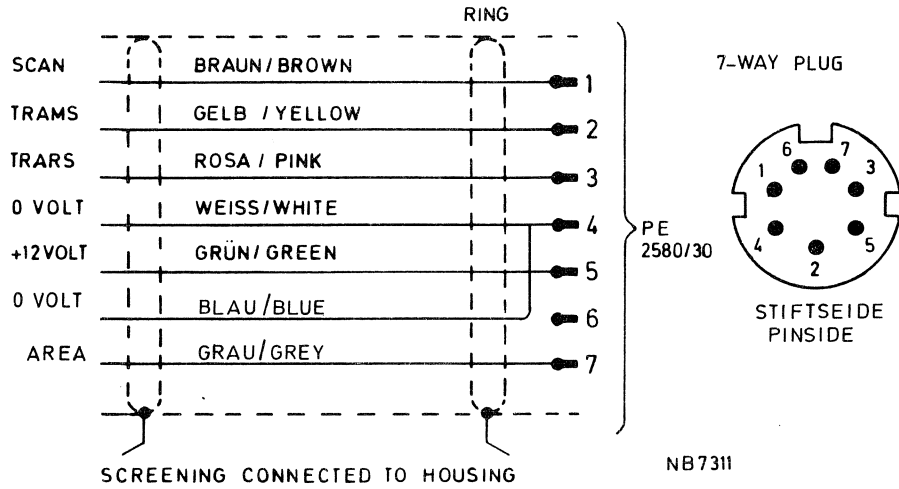 RING
SCAN BRAUN/BROWN 1
TRAMS GELB / YELLOW 2
TRARS ROSA / PINK 3
0 VOLT WEISS/WHITE 4
+12VOLT GRÜN/GREEN 5
0 VOLT BLAU/BLUE 6
AREA GRAU/GREY 7
SCREENING CONNECTED TO HOUSING
PE
2580/30
7-WAY PLUG
6 7
1 3
4 5
2
STIFTSEIDE
PINSIDE
NB7311